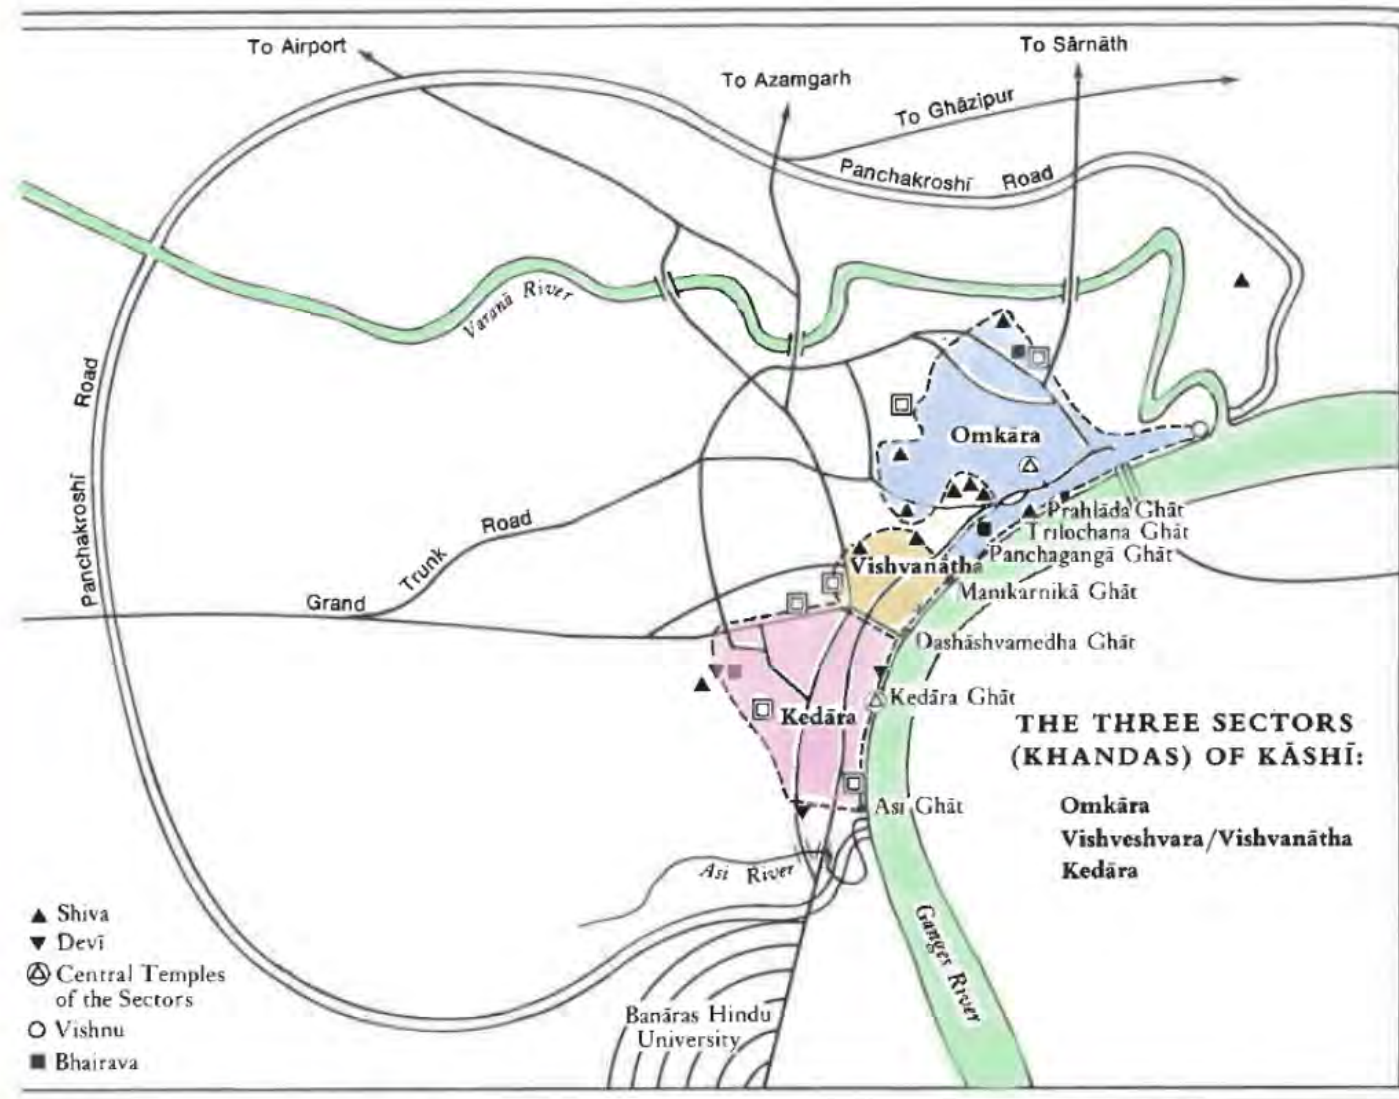 To Airport
To Azamgarh
To Sārnāth
To Ghāzipur
Panchakroshī Road
Varanā River
Panchakroshī Road
Omkāra
Grand Trunk Road
Prahlāda Ghāt
Trilochana Ghāt
Panchagangā Ghāt
Vishvanātha
Manikarnikā Ghāt
Dashāshvamedha Ghāt
Kedāra Ghāt
Kedāra
Asi Ghāt
Asi River
Ganges River
Banāras Hindu
University
THE THREE SECTORS
(KHANDAS) OF KĀSHĪ:
Omkāra
Vishveshvara/Vishvanātha
Kedāra
Shiva
Devī
Central Temples
of the Sectors
Vishnu
Bhairava